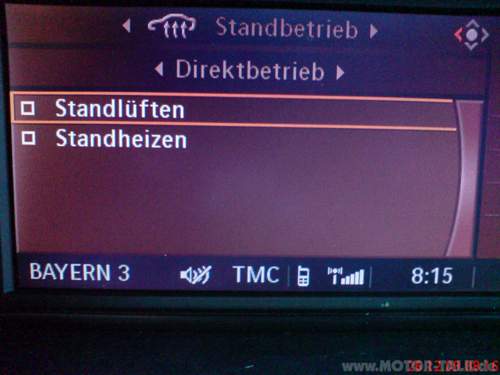 Standbetrieb
Direktbetrieb
Standlüften
Standheizen
BAYERN 3 TMC 8:15
www.MOTOR-TALK.de